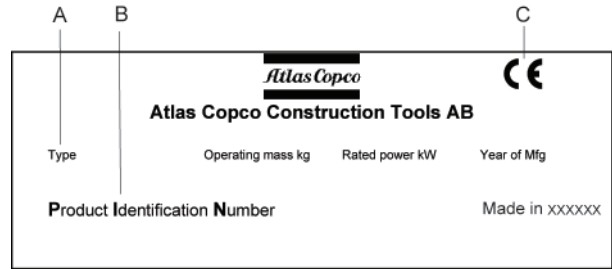 A B C
Atlas Copco CE
Atlas Copco Construction Tools AB
Type Operating mass kg Rated power kW Year of Mfg
Product Identification Number Made in xxxxxx